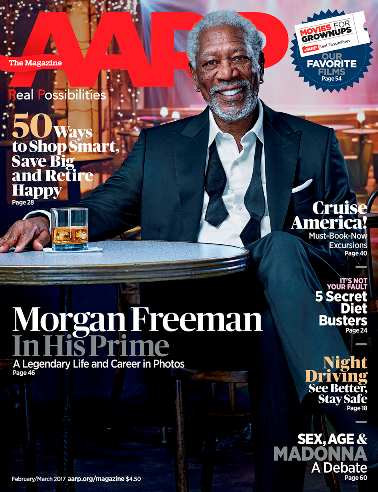 AARP
The Magazine
Real Possibilities
MOVIES FOR
GROWNUPS
AARP Real Possibilities
OUR
FAVORITE
FILMS
Page 54
50 Ways
to Shop Smart,
Save Big
and Retire
Happy
Page 28
Cruise
America!
Must-Book-Now
Excursions
Page 40
IT'S NOT
YOUR FAULT
5 Secret
Diet
Busters
Page 24
Morgan Freeman
In His Prime
A Legendary Life and Career in Photos
Page 46
Night
Driving
See Better,
Stay Safe
Page 18
SEX, AGE &
MADONNA
A Debate
Page 60
February/March 2017 aarp.org/magazine $4.50